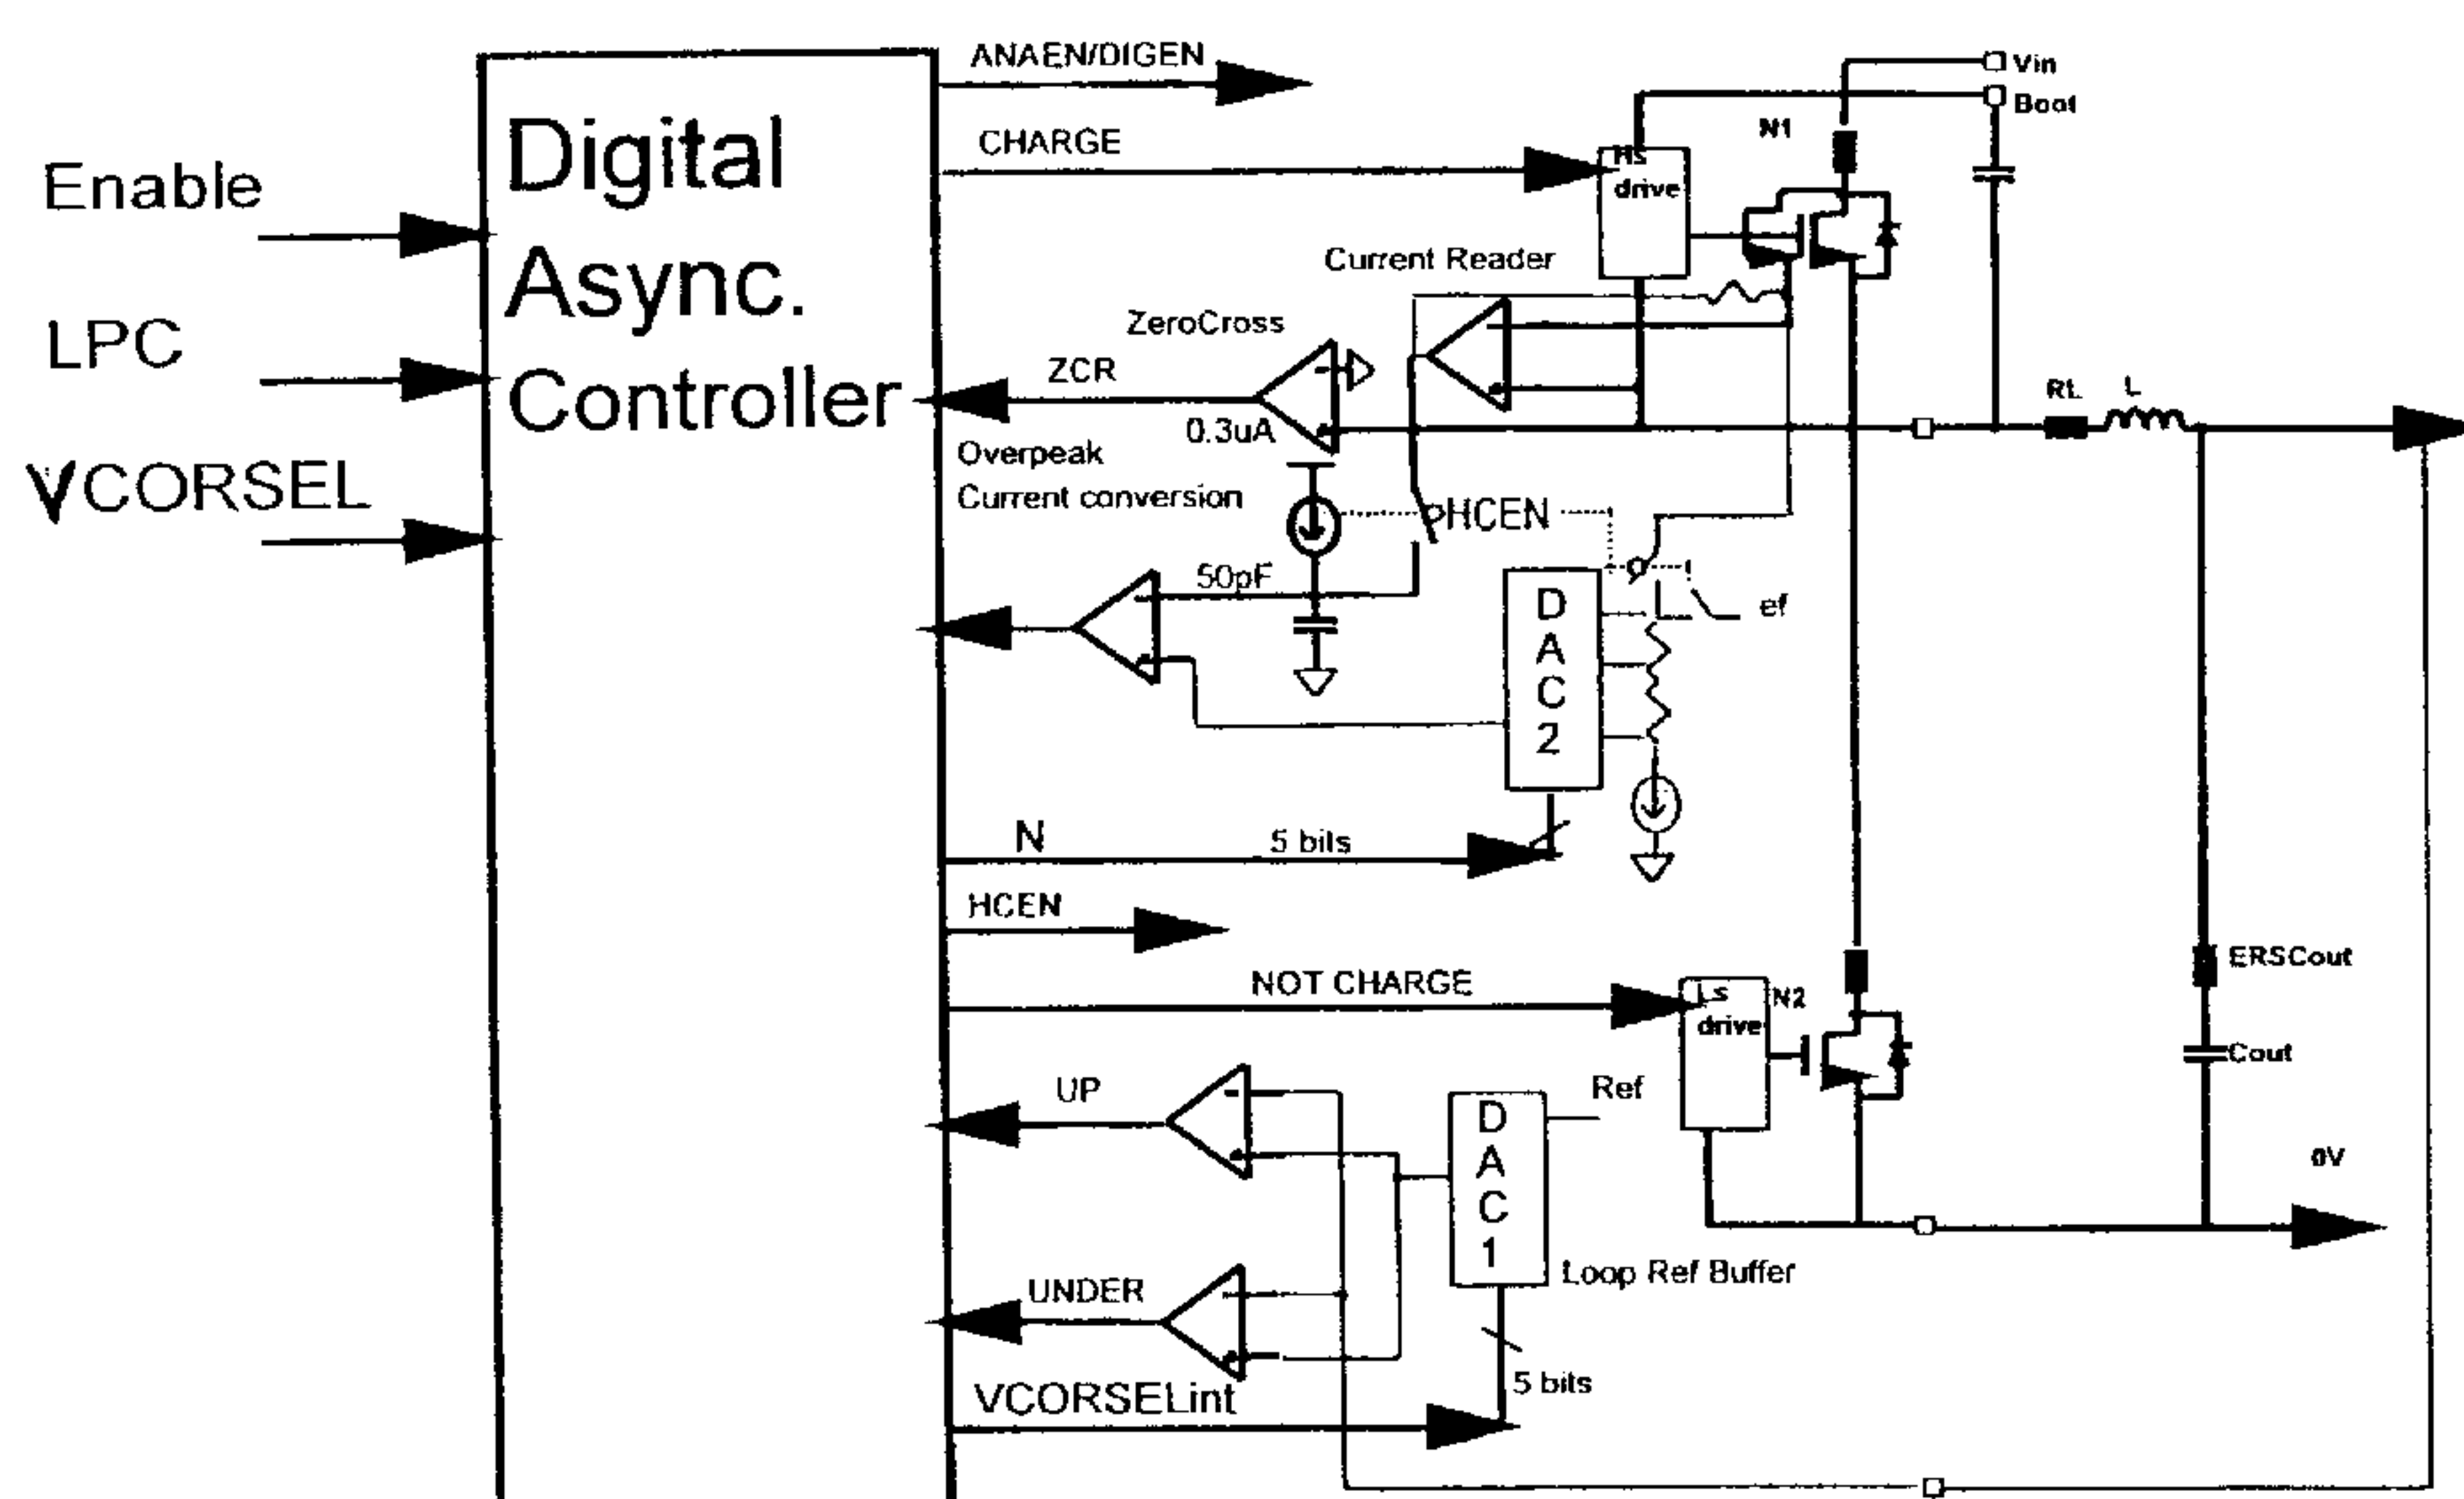 Enable
LPC
VCORSEL
Digital
Async.
Controller
ANAEN/DIGEN
CHARGE
Hs
drive
N1
Vin
Boot
Current Reader
ZeroCross
ZCR
0.3uA
Overpeak
Current conversion
HCEN
50pF
D
A
C
2
ef
RL
L
N
5 bits
HCEN
NOT CHARGE
Ls
drive
N2
ERSCout
Cout
0V
UP
D
A
C
1
Ref
Loop Ref Buffer
UNDER
5 bits
VCORSELint